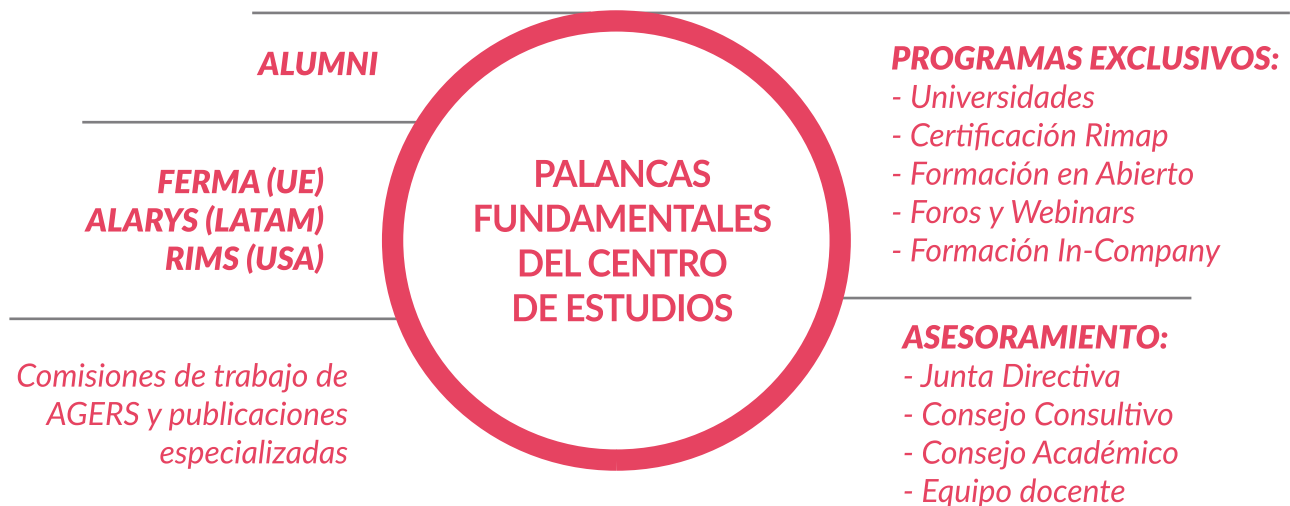 ALUMNI
FERMA (UE)
ALARYS (LATAM)
RIMS (USA)
Comisiones de trabajo de
AGERS y publicaciones
especializadas
PALANCAS
FUNDAMENTALES
DEL CENTRO
DE ESTUDIOS
PROGRAMAS EXCLUSIVOS:
- Universidades
- Certificación Rimap
- Formación en Abierto
- Foros y Webinars
- Formación In-Company
ASESORAMIENTO:
- Junta Directiva
- Consejo Consultivo
- Consejo Académico
- Equipo docente